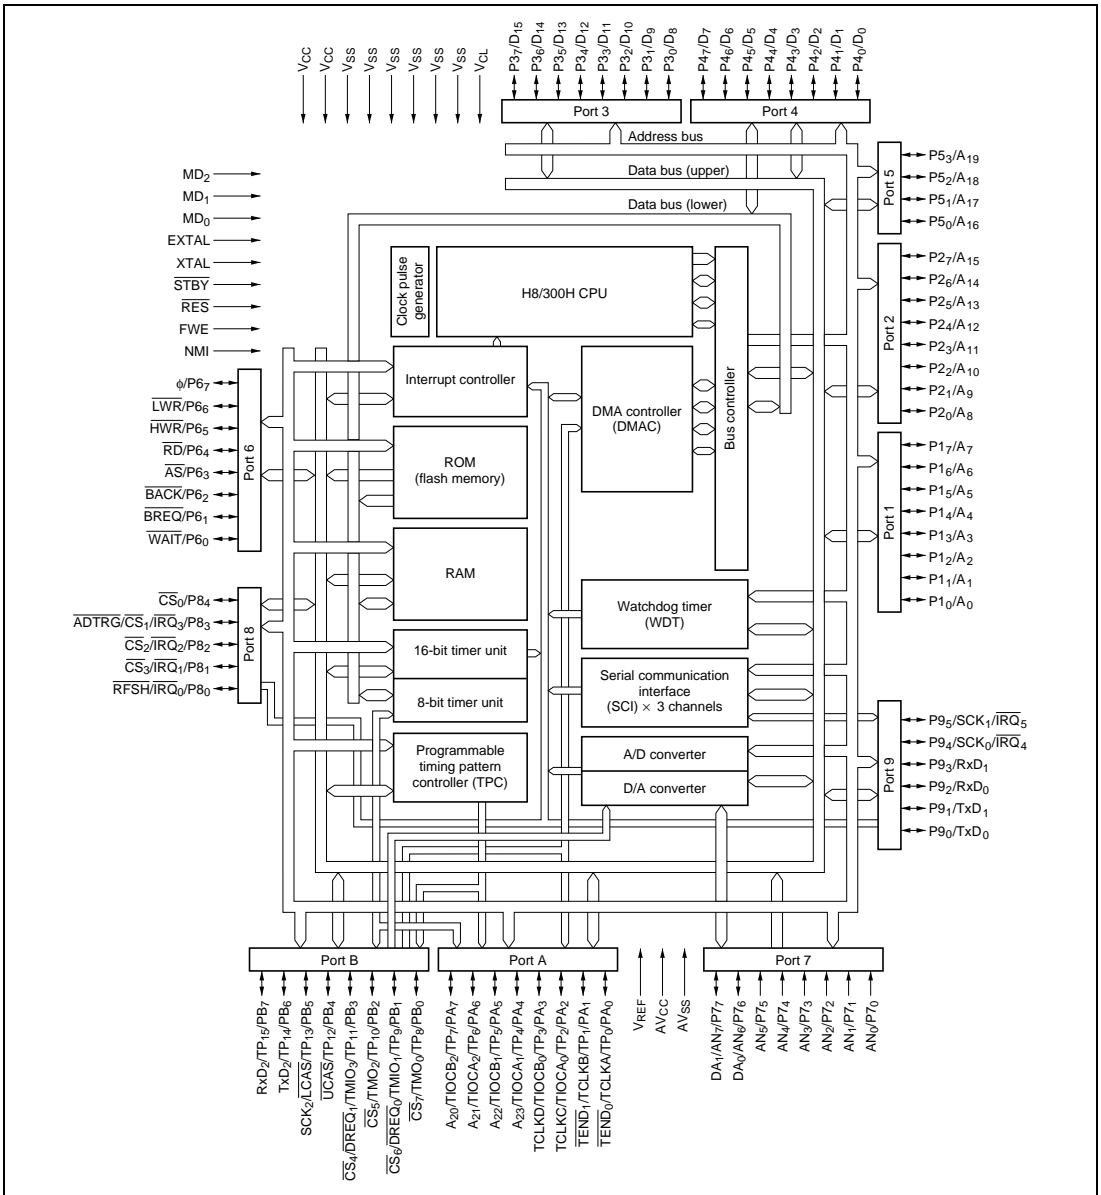 VCC
VCC
VSS
VSS
VSS
VSS
VSS
VSS
VCL
P37/D15
P36/D14
P35/D13
P34/D12
P33/D11
P32/D10
P31/D9
P30/D8
P47/D7
P46/D6
P45/D5
P44/D4
P43/D3
P42/D2
P41/D1
P40/D0
Port 3
Port 4
Address bus
Data bus (upper)
Data bus (lower)
MD2
MD1
MD0
EXTAL
XTAL
STBY
RES
FWE
NMI
φ/P67
LWR/P66
HWR/P65
RD/P64
AS/P63
BACK/P62
BREQ/P61
WAIT/P60
Port 6
CS0/P84
ADTRG/CS1/IRQ3/P83
CS2/IRQ2/P82
CS3/IRQ1/P81
RFSH/IRQ0/P80
Port 8
Clock pulse
generator
H8/300H CPU
Interrupt controller
ROM
(flash memory)
RAM
16-bit timer unit
8-bit timer unit
Programmable
timing pattern
controller (TPC)
DMA controller
(DMAC)
Bus controller
Watchdog timer
(WDT)
Serial communication
interface
(SCI) × 3 channels
A/D converter
D/A converter
Port 5
P53/A19
P52/A18
P51/A17
P50/A16
Port 2
P27/A15
P26/A14
P25/A13
P24/A12
P23/A11
P22/A10
P21/A9
P20/A8
Port 1
P17/A7
P16/A6
P15/A5
P14/A4
P13/A3
P12/A2
P11/A1
P10/A0
Port 9
P95/SCK1/IRQ5
P94/SCK0/IRQ4
P93/RxD1
P92/RxD0
P91/TxD1
P90/TxD0
Port B
Port A
Port 7
RxD2/TP15/PB7
TxD2/TP14/PB6
SCK2/LCAS/TP13/PB5
UCAS/TP12/PB4
CS4/DREQ1/TMIO3/TP11/PB3
CS5/TMO2/TP10/PB2
CS6/DREQ0/TMIO1/TP9/PB1
CS7/TMO0/TP8/PB0
A20/TIOCB2/TP7/PA7
A21/TIOCA2/TP6/PA6
A22/TIOCB1/TP5/PA5
A23/TIOCA1/TP4/PA4
TCLKD/TIOCB0/TP3/PA3
TCLKC/TIOCA0/TP2/PA2
TEND1/TCLKB/TP1/PA1
TEND0/TCLKA/TP0/PA0
VREF
AVCC
AVSS
DA1/AN7/P77
DA0/AN6/P76
AN5/P75
AN4/P74
AN3/P73
AN2/P72
AN1/P71
AN0/P70